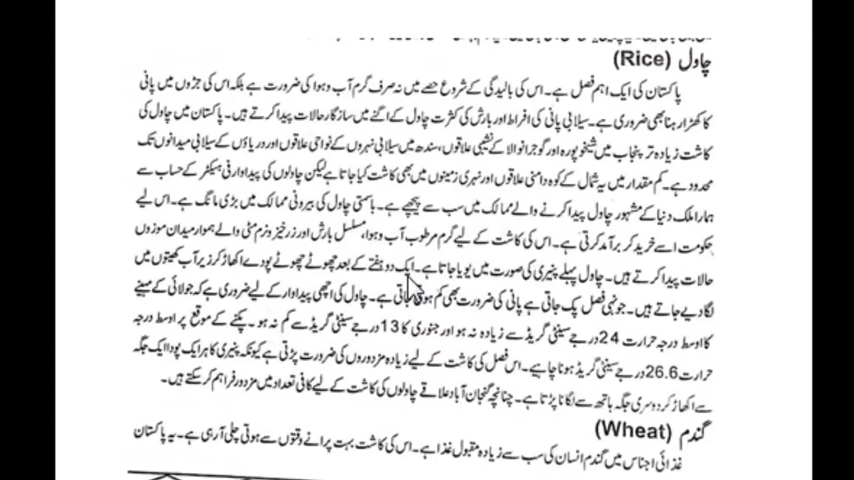 چاول (Rice)
پاکستان کی ایک اہم فصل ہے۔ اس کی بالیدگی کے شروع حصے میں نہ صرف گرم آب و ہوا کی ضرورت ہے بلکہ اس کی جڑوں میں پانی
کا کھڑا رہنا بھی ضروری ہے۔ سیلابی پانی کی افراط اور بارش کی کثرت چاول کے اگنے میں سازگار حالات پیدا کرتے ہیں۔ پاکستان میں چاول کی
کاشت زیادہ تر پنجاب میں شیخوپورہ اور گوجرانوالا کے نشیبی علاقوں، سندھ میں سیلابی نہروں کے نواحی علاقوں اور دریاؤں کے سیلابی میدانوں تک
محدود ہے۔ کم مقدار میں یہ شمال کے کوہ دامنی علاقوں اور نہری زمینوں میں بھی کاشت کیا جاتا ہے لیکن چاولوں کی پیداوار فی ہیکٹر کے حساب سے
ہمارا ملک دنیا کے مشہور چاول پیدا کرنے والے ممالک میں سب سے پیچھے ہے۔ باسمتی چاول کی بیرونی ممالک میں بڑی مانگ ہے۔ اس لیے
حکومت اسے خرید کر برآمد کرتی ہے۔ اس کی کاشت کے لیے گرم مرطوب آب و ہوا، مسلسل بارش اور زرخیز و نرم مٹی والے ہموار میدان موزوں
حالات پیدا کرتے ہیں۔ چاول پہلے پنیری کی صورت میں بویا جاتا ہے۔ ایک دو ہفتے کے بعد چھوٹے چھوٹے پودے اکھاڑ کر زیر آب کھیتوں میں
لگا دیے جاتے ہیں۔ جونہی فصل پک جاتی ہے پانی کی ضرورت بھی کم ہوتی جاتی ہے۔ چاول کی اچھی پیداوار کے لیے ضروری ہے کہ جولائی کے مہینے
کا اوسط درجہ حرارت 24 درجے سینٹی گریڈ سے زیادہ نہ ہو اور جنوری کا 13 درجے سینٹی گریڈ سے کم نہ ہو۔ پکنے کے موقع پر اوسط درجہ
حرارت 26.6 درجے سینٹی گریڈ ہونا چاہیے۔ اس فصل کی کاشت کے لیے زیادہ مزدوروں کی ضرورت پڑتی ہے کیونکہ پنیری کا ہر ایک پودا ایک جگہ
سے اکھاڑ کر دوسری جگہ ہاتھ سے لگانا پڑتا ہے۔ چنانچہ گنجان آباد علاقے چاولوں کی کاشت کے لیے کافی تعداد میں مزدور فراہم کر سکتے ہیں۔
گندم (Wheat)
غذائی اجناس میں گندم انسان کی سب سے زیادہ مقبول غذا ہے۔ اس کی کاشت بہت پرانے وقتوں سے ہوتی چلی آ رہی ہے۔ یہ پاکستان